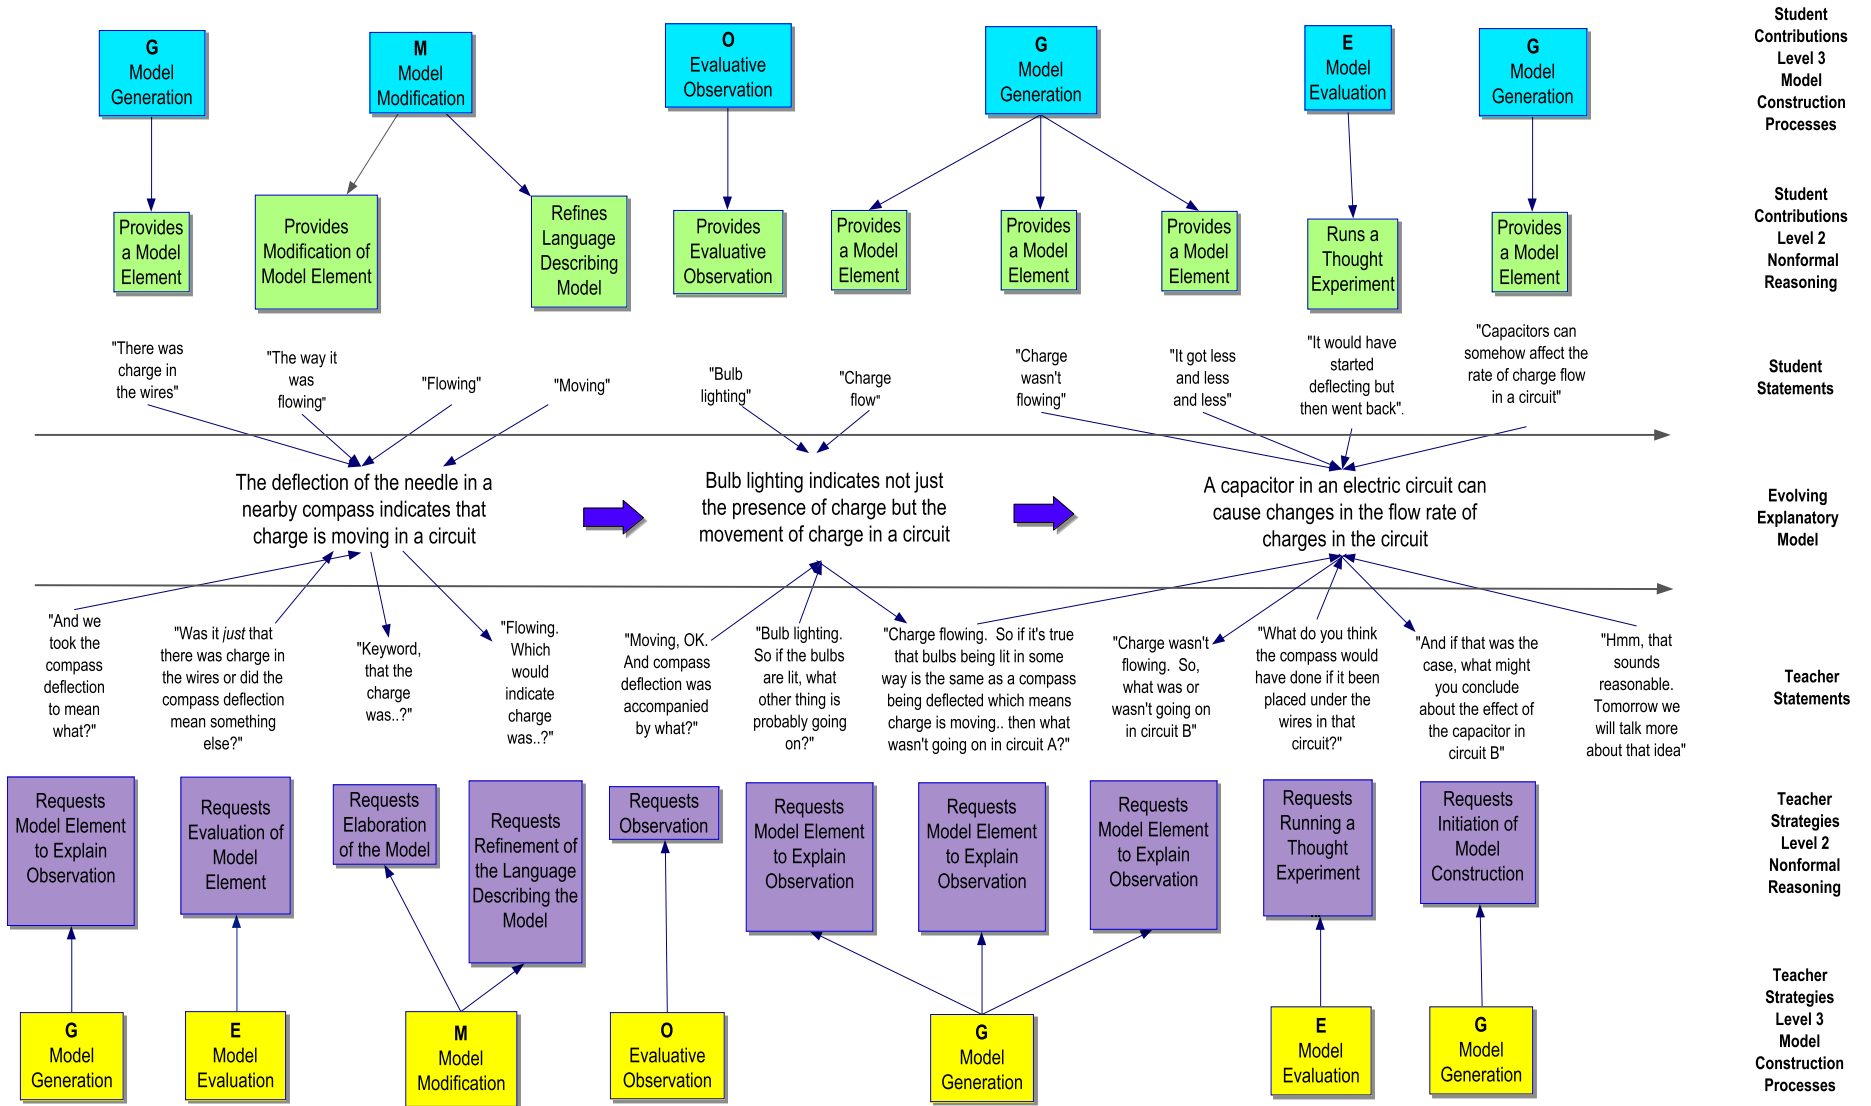 G
Model
Generation
M
Model
Modification
O
Evaluative
Observation
G
Model
Generation
E
Model
Evaluation
G
Model
Generation
Student
Contributions
Level 3
Model
Construction
Processes
Provides
a Model
Element
Provides
Modification of
Model Element
Refines
Language
Describing
Model
Provides
Evaluative
Observation
Provides
a Model
Element
Provides
a Model
Element
Provides
a Model
Element
Runs a
Thought
Experiment
Provides
a Model
Element
Student
Contributions
Level 2
Nonformal
Reasoning
"There was
charge in
the wires"
"The way it
was
flowing"
"Flowing"
"Moving"
"Bulb
lighting"
"Charge
flow"
"Charge
wasn't
flowing"
"It got less
and less
and less"
"It would have
started
deflecting but
then went back".
"Capacitors can
somehow affect the
rate of charge flow
in a circuit"
Student
Statements
The deflection of the needle in a
nearby compass indicates that
charge is moving in a circuit
Bulb lighting indicates not just
the presence of charge but the
movement of charge in a circuit
A capacitor in an electric circuit can
cause changes in the flow rate of
charges in the circuit
Evolving
Explanatory
Model
"And we
took the
compass
deflection
to mean
what?"
"Was it just that
there was charge in
the wires or did the
compass deflection
mean something
else?"
"Keyword,
that the
charge
was..?"
"Flowing.
Which
would
indicate
charge
was..?"
"Moving, OK.
And compass
deflection was
accompanied
by what?"
"Bulb lighting.
So if the bulbs
are lit, what
other thing is
probably going
on?"
"Charge flowing.  So if it's true
that bulbs being lit in some
way is the same as a compass
being deflected which means
charge is moving.. then what
wasn't going on in circuit A?"
"Charge wasn't
flowing.  So,
what was or
wasn't going on
in circuit B"
"What do you think
the compass would
have done if it been
placed under the
wires in that
circuit?"
"And if that was the
case, what might
you conclude
about the effect of
the capacitor in
circuit B"
"Hmm, that
sounds
reasonable.
Tomorrow we
will talk more
about that idea"
Teacher
Statements
Requests
Model Element
to Explain
Observation
Requests
Evaluation of
Model
Element
Requests
Elaboration
of the Model
Requests
Refinement of
the Language
Describing the
Model
Requests
Observation
Requests
Model Element
to Explain
Observation
Requests
Model Element
to Explain
Observation
Requests
Model Element
to Explain
Observation
Requests
Running a
Thought
Experiment
...
Requests
Initiation of
Model
Construction
Teacher
Strategies
Level 2
Nonformal
Reasoning
G
Model
Generation
E
Model
Evaluation
M
Model
Modification
O
Evaluative
Observation
G
Model
Generation
E
Model
Evaluation
G
Model
Generation
Teacher
Strategies
Level 3
Model
Construction
Processes